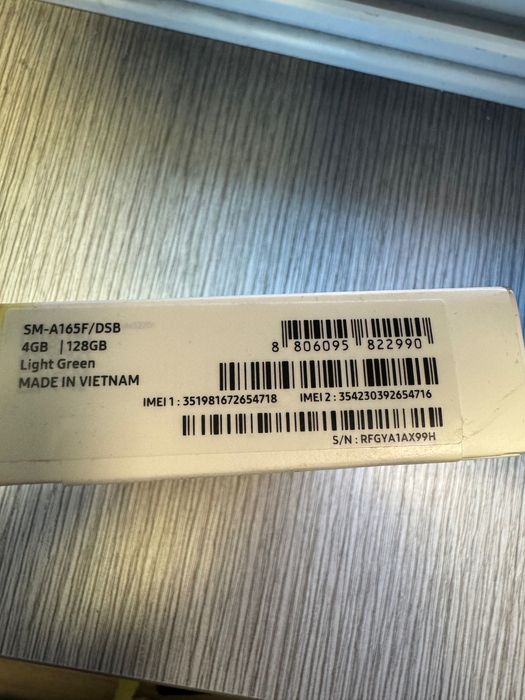 SM-A165F/DSB
4GB | 128GB
Light Green
MADE IN VIETNAM
8 806095 822990
IMEI 1 : 351981672654718 IMEI 2 : 354230392654716
S/N : RFGYA1AX99H